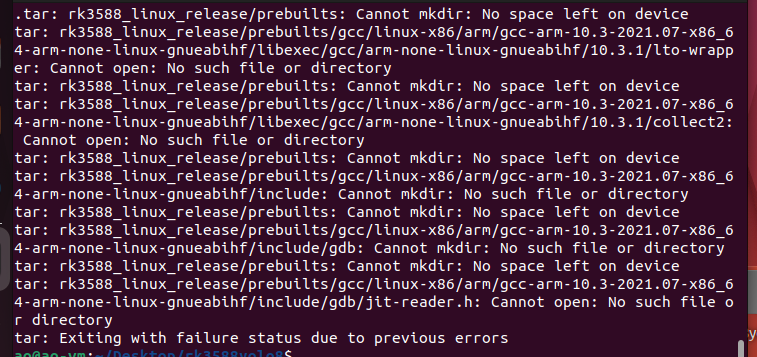 .tar: rk3588_linux_release/prebuilts: Cannot mkdir: No space left on device
tar: rk3588_linux_release/prebuilts/gcc/linux-x86/arm/gcc-arm-10.3-2021.07-x86_6
4-arm-none-linux-gnueabihf/libexec/gcc/arm-none-linux-gnueabihf/10.3.1/lto-wrapp
er: Cannot open: No such file or directory
tar: rk3588_linux_release/prebuilts: Cannot mkdir: No space left on device
tar: rk3588_linux_release/prebuilts/gcc/linux-x86/arm/gcc-arm-10.3-2021.07-x86_6
4-arm-none-linux-gnueabihf/libexec/gcc/arm-none-linux-gnueabihf/10.3.1/collect2:
 Cannot open: No such file or directory
tar: rk3588_linux_release/prebuilts: Cannot mkdir: No space left on device
tar: rk3588_linux_release/prebuilts/gcc/linux-x86/arm/gcc-arm-10.3-2021.07-x86_6
4-arm-none-linux-gnueabihf/include: Cannot mkdir: No such file or directory
tar: rk3588_linux_release/prebuilts: Cannot mkdir: No space left on device
tar: rk3588_linux_release/prebuilts/gcc/linux-x86/arm/gcc-arm-10.3-2021.07-x86_6
4-arm-none-linux-gnueabihf/include/gdb: Cannot mkdir: No such file or directory
tar: rk3588_linux_release/prebuilts: Cannot mkdir: No space left on device
tar: rk3588_linux_release/prebuilts/gcc/linux-x86/arm/gcc-arm-10.3-2021.07-x86_6
4-arm-none-linux-gnueabihf/include/gdb/jit-reader.h: Cannot open: No such file o
r directory
tar: Exiting with failure status due to previous errors